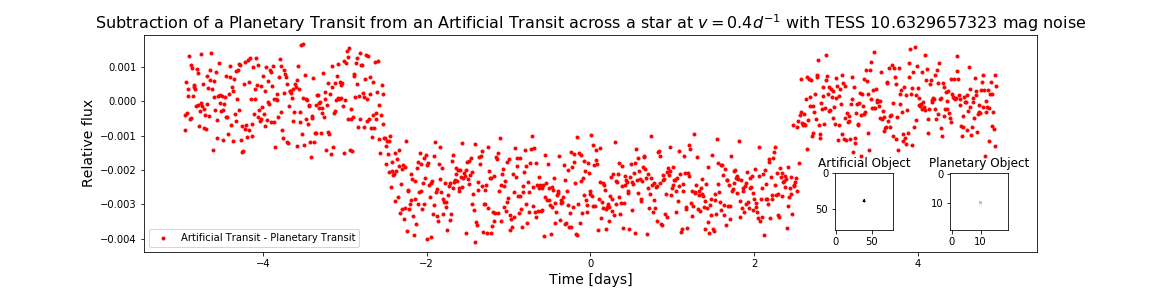 Subtraction of a Planetary Transit from an Artificial Transit across a star at v = 0.4d⁻¹ with TESS 10.6329657323 mag noise
Relative flux
0.001
0.000
−0.001
−0.002
−0.003
−0.004
Artificial Transit - Planetary Transit
Artificial Object
0
50
0 50
Planetary Object
0
10
0 10
−4 −2 0 2 4
Time [days]